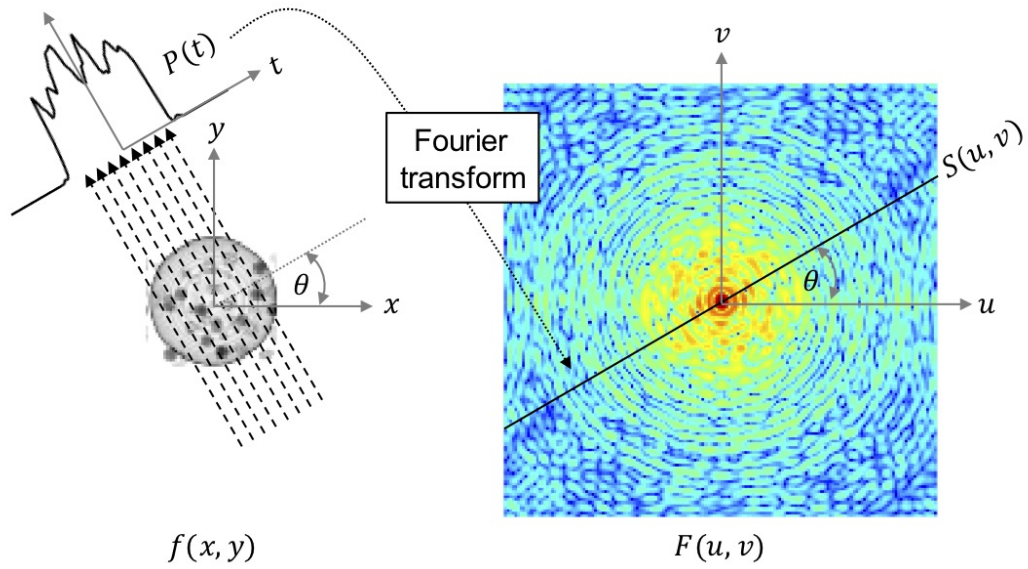 P(t)
t
y
θ
x
f(x, y)
Fourier
transform
v
S(u, v)
θ
u
F(u, v)